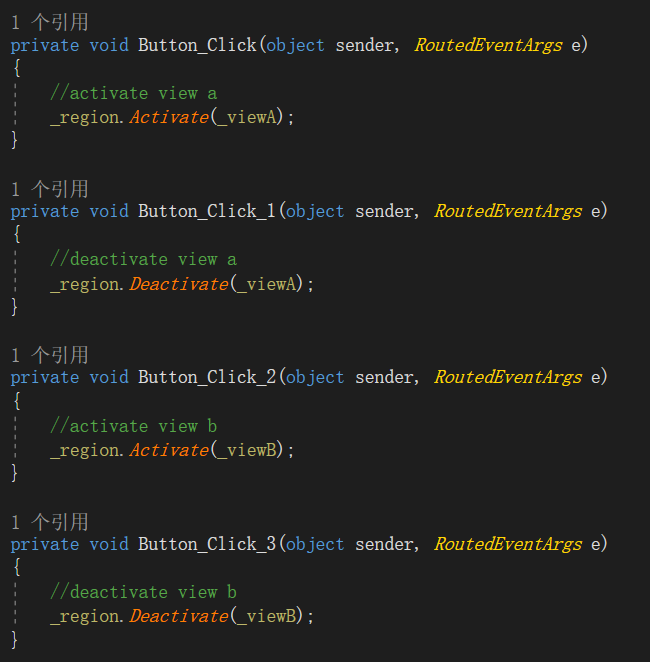 1 个引用
private void Button_Click(object sender, RoutedEventArgs e)
{
//activate view a
_region.Activate(_viewA);
}
1 个引用
private void Button_Click_1(object sender, RoutedEventArgs e)
{
//deactivate view a
_region.Deactivate(_viewA);
}
1 个引用
private void Button_Click_2(object sender, RoutedEventArgs e)
{
//activate view b
_region.Activate(_viewB);
}
1 个引用
private void Button_Click_3(object sender, RoutedEventArgs e)
{
//deactivate view b
_region.Deactivate(_viewB);
}